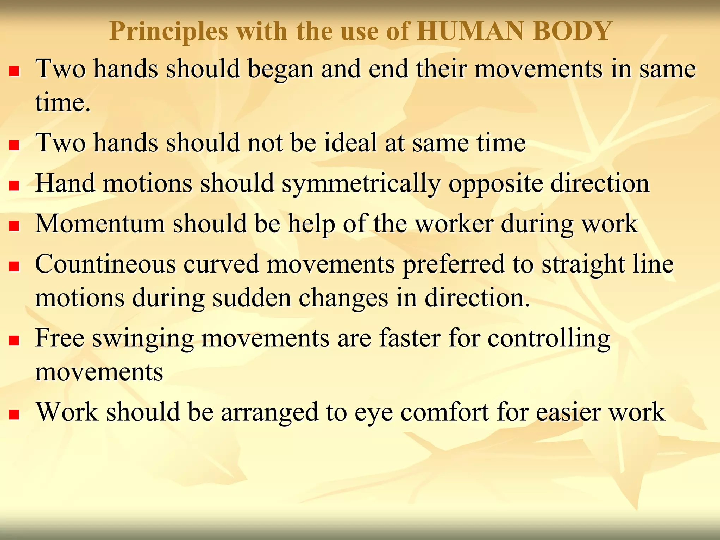 Principles with the use of HUMAN BODY
Two hands should began and end their movements in same
time.
Two hands should not be ideal at same time
Hand motions should symmetrically opposite direction
Momentum should be help of the worker during work
Countineous curved movements preferred to straight line
motions during sudden changes in direction.
Free swinging movements are faster for controlling
movements
Work should be arranged to eye comfort for easier work